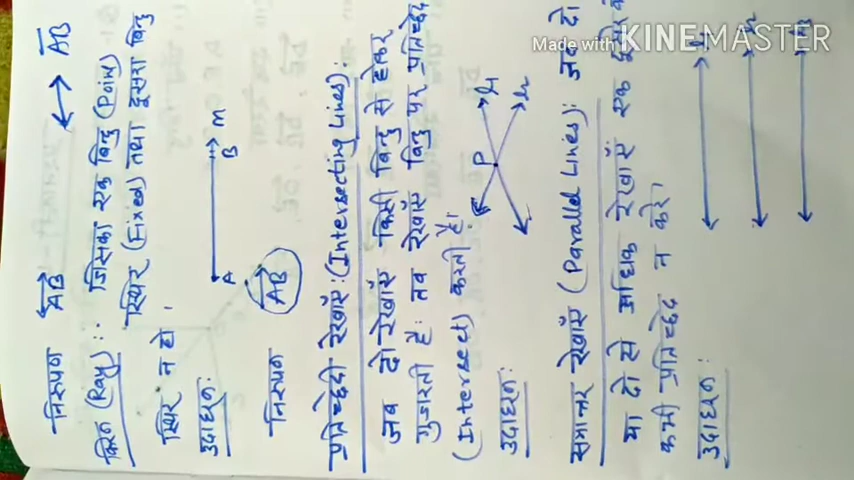 निरुपण AB ↔ AB
किरण (Ray):- जिसका एक बिन्दु (Point)
स्थिर (Fixed) तथा दूसरा बिन्दु
स्थिर न हो।
उदाहरण:
A B m
निरुपण AB
प्रतिच्छेदी रेखाएँ:(Intersecting Lines):
जब दो रेखाएँ किसी बिन्दु से होकर
गुजरती है तब रेखाएँ बिन्दु पर प्रतिच्छेद
(Intersect) करती है।
उदाहरण: P
समान्तर रेखाएँ (Parallel Lines): जब दो
या दो से अधिक रेखाएँ एक
कभी प्रतिच्छेद न करे।
उदाहरण:
Made with KINEMASTER